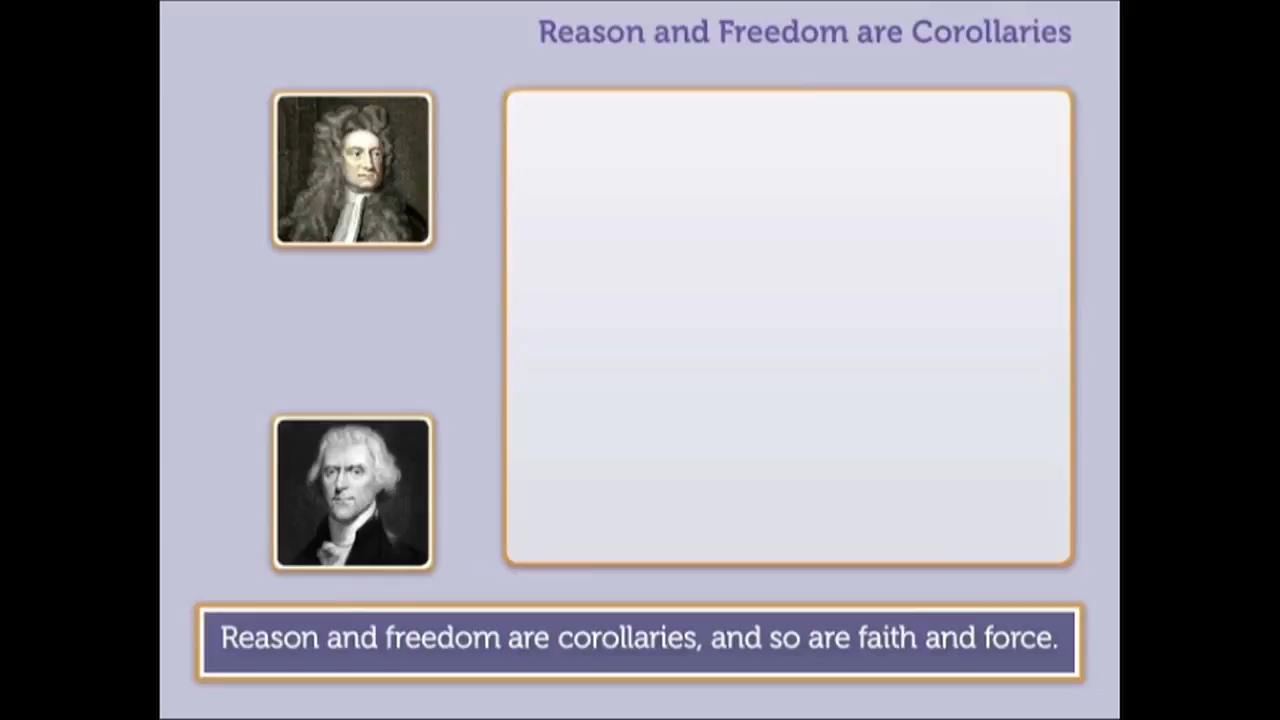 Reason and Freedom are Corollaries
Reason and freedom are corollaries, and so are faith and force.